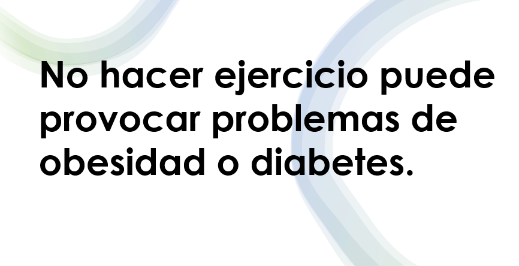 No hacer ejercicio puede
provocar problemas de
obesidad o diabetes.